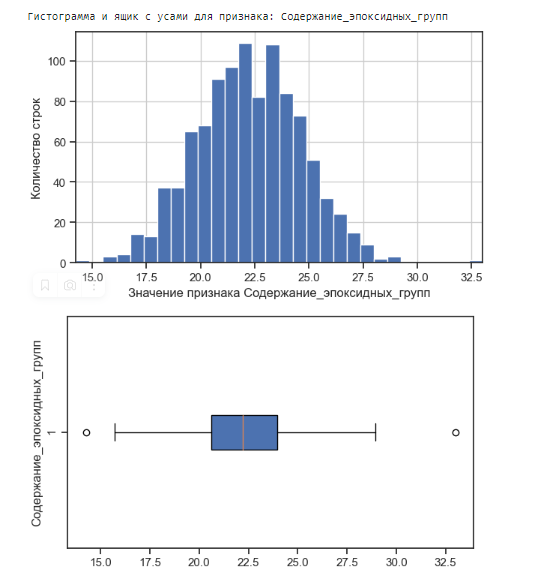 Гистограмма и ящик с усами для признака: Содержание_эпоксидных_групп
100
80
60
40
20
0
Количество строк
15.0 17.5 20.0 22.5 25.0 27.5 30.0 32.5
Значение признака Содержание_эпоксидных_групп
Содержание_эпоксидных_групп
1
15.0 17.5 20.0 22.5 25.0 27.5 30.0 32.5